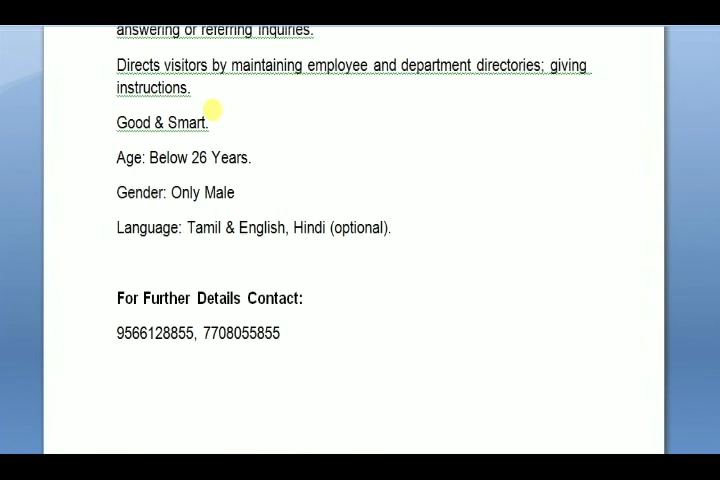 answering or referring inquiries.
Directs visitors by maintaining employee and department directories; giving
instructions.
Good & Smart.
Age: Below 26 Years.
Gender: Only Male
Language: Tamil & English, Hindi (optional).
For Further Details Contact:
9566128855, 7708055855